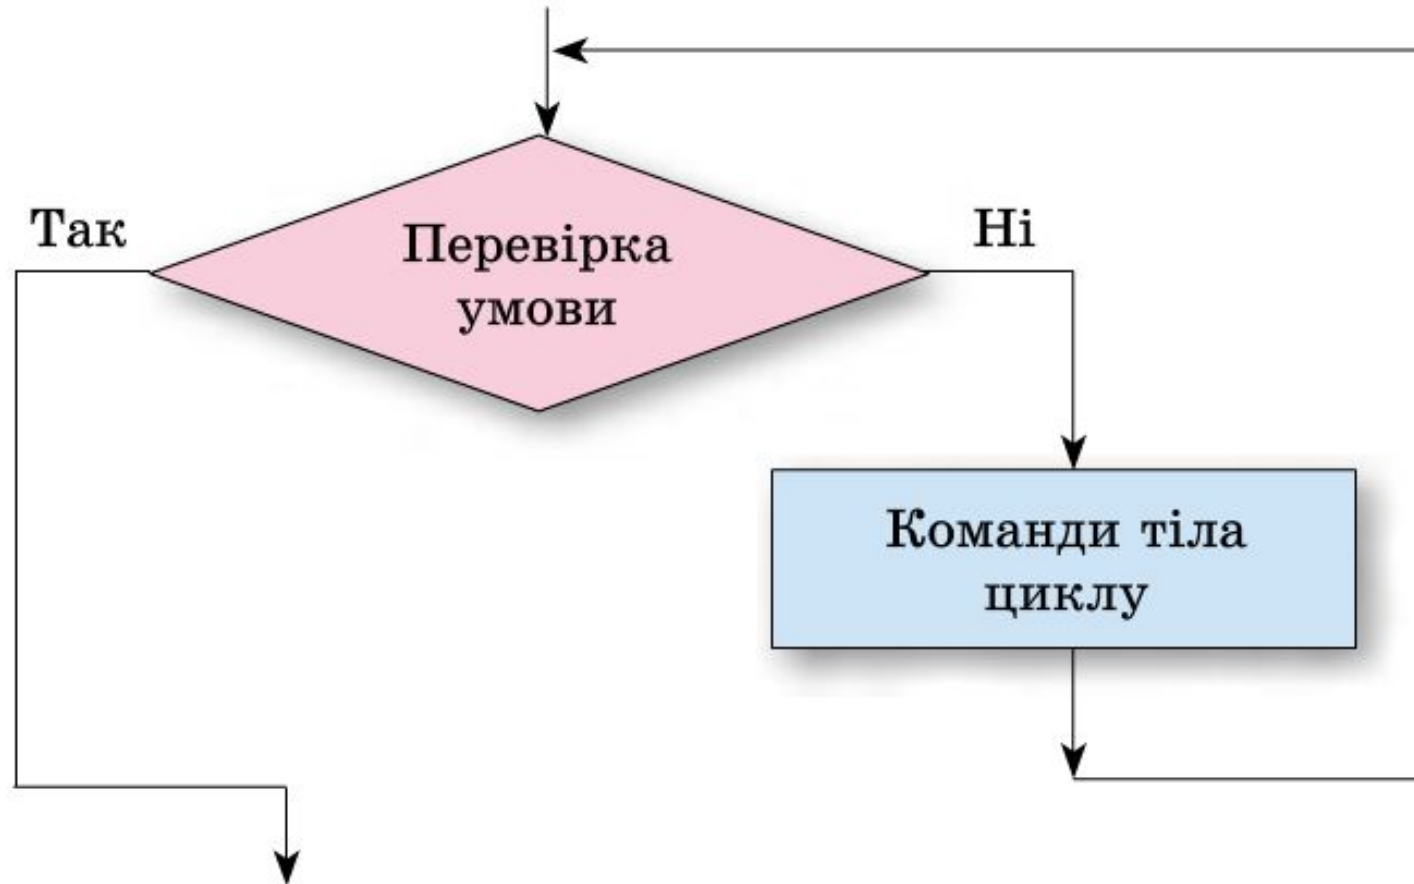 Так
Перевірка
умови
Ні
Команди тіла
циклу